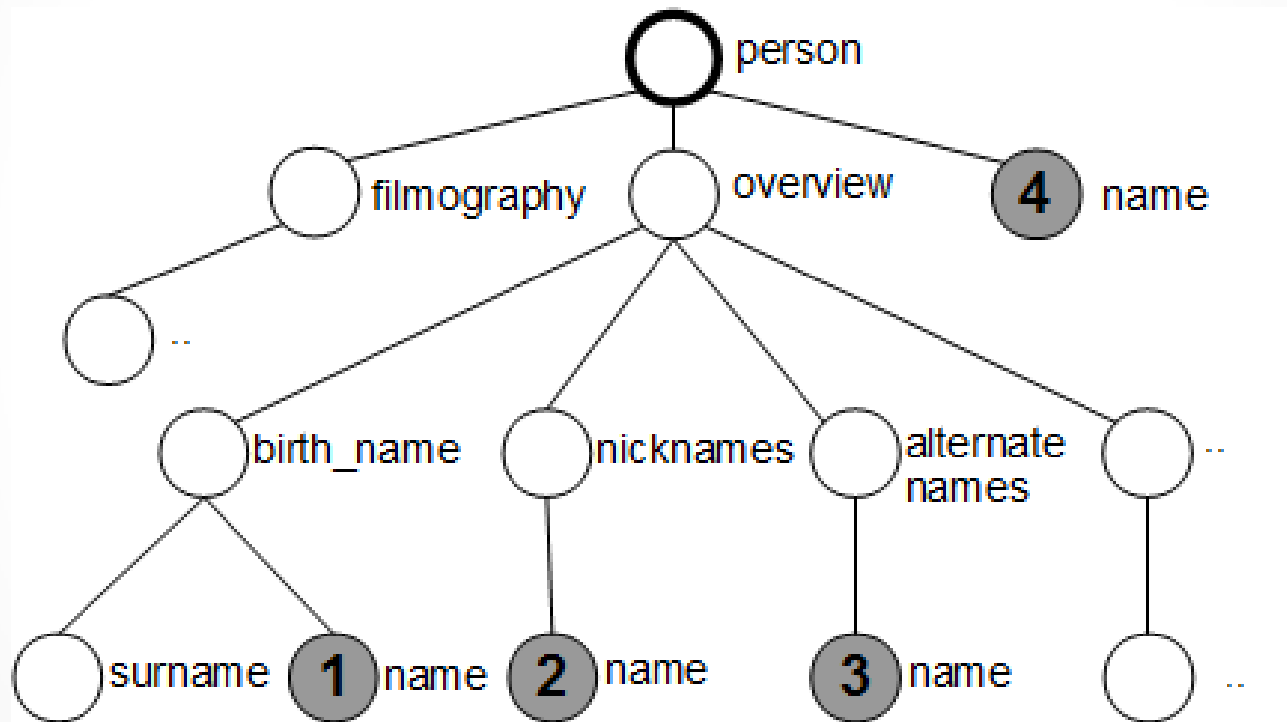 person
filmography
overview
4 name
..
birth_name
nicknames
alternate
names
..
surname
1 name
2 name
3 name
..